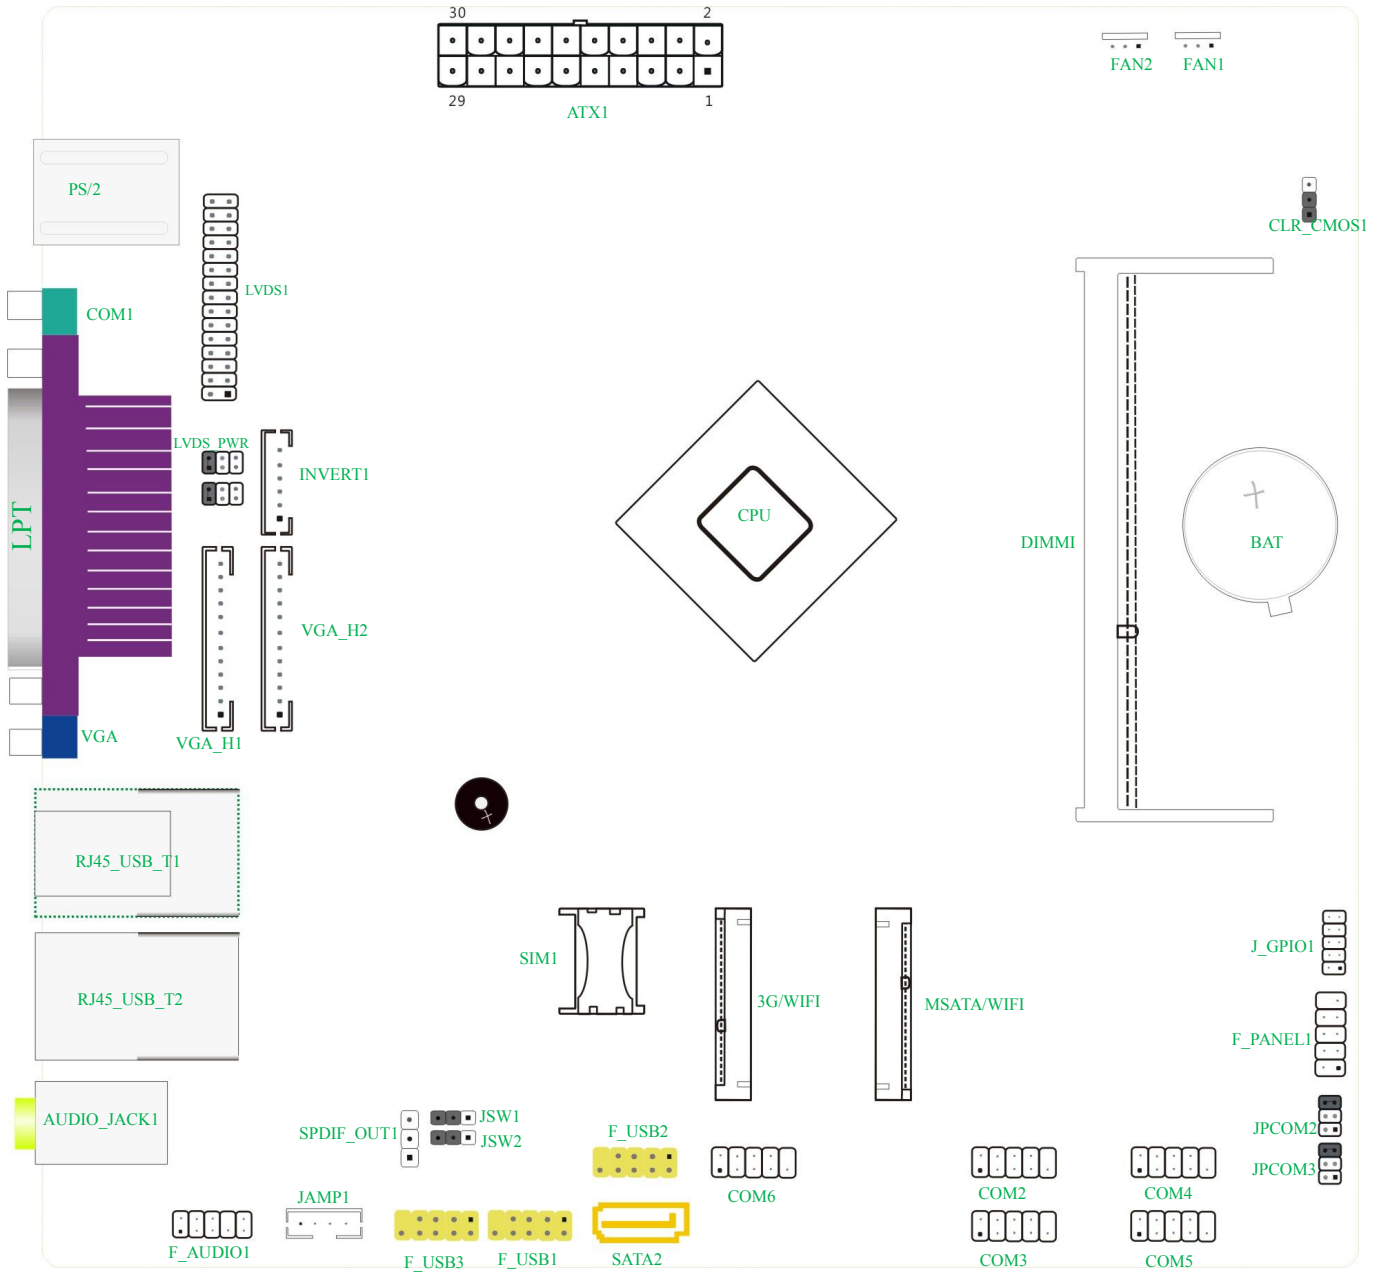 30
2
29
1
ATX1
FAN2
FAN1
PS/2
CLR_CMOS1
LVDS1
COM1
LVDS_PWR
INVERT1
LPT
CPU
DIMMI
BAT
VGA_H2
VGA
VGA_H1
RJ45_USB_T1
SIM1
3G/WIFI
MSATA/WIFI
J_GPIO1
RJ45_USB_T2
F_PANEL1
AUDIO_JACK1
SPDIF_OUT1
JSW1
JSW2
F_USB2
JPCOM2
JPCOM3
COM6
COM2
COM4
JAMP1
F_AUDIO1
F_USB3
F_USB1
SATA2
COM3
COM5